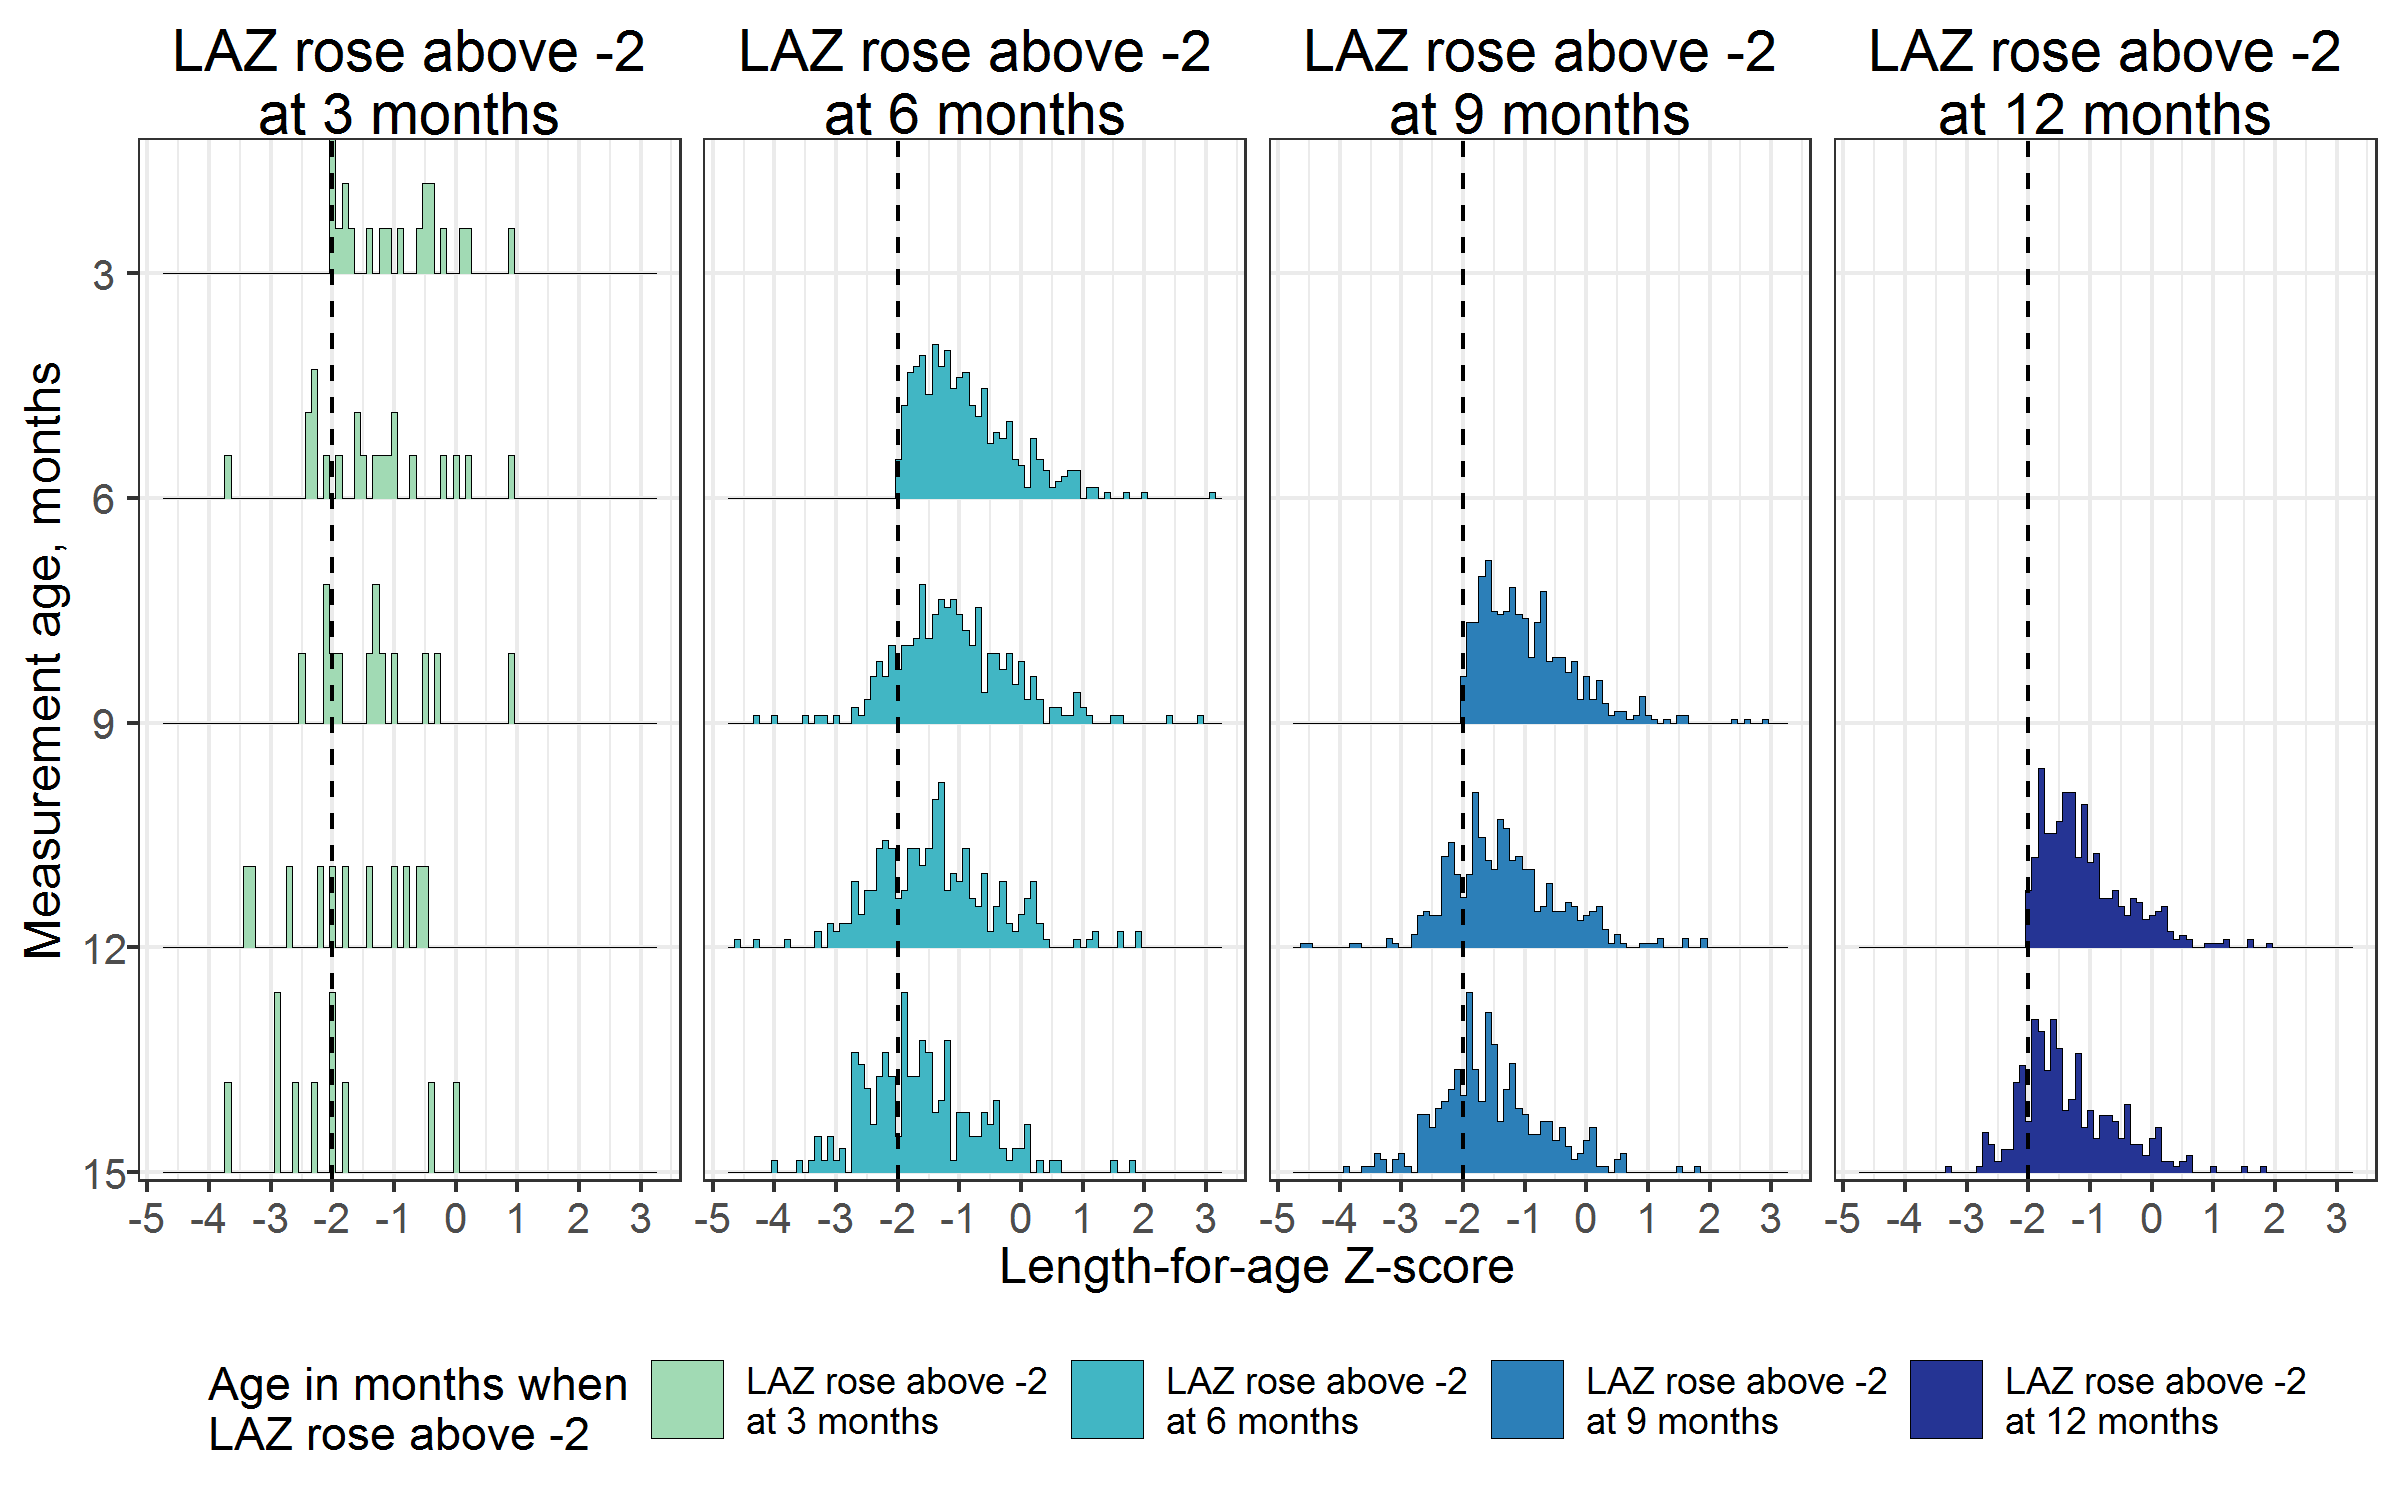 LAZ rose above -2
at 3 months
LAZ rose above -2
at 6 months
LAZ rose above -2
at 9 months
LAZ rose above -2
at 12 months
Measurement age, months
3
6
9
12
15
-5 -4 -3 -2 -1 0 1 2 3
-5 -4 -3 -2 -1 0 1 2 3
-5 -4 -3 -2 -1 0 1 2 3
-5 -4 -3 -2 -1 0 1 2 3
Length-for-age Z-score
Age in months when
LAZ rose above -2
LAZ rose above -2
at 3 months
LAZ rose above -2
at 6 months
LAZ rose above -2
at 9 months
LAZ rose above -2
at 12 months